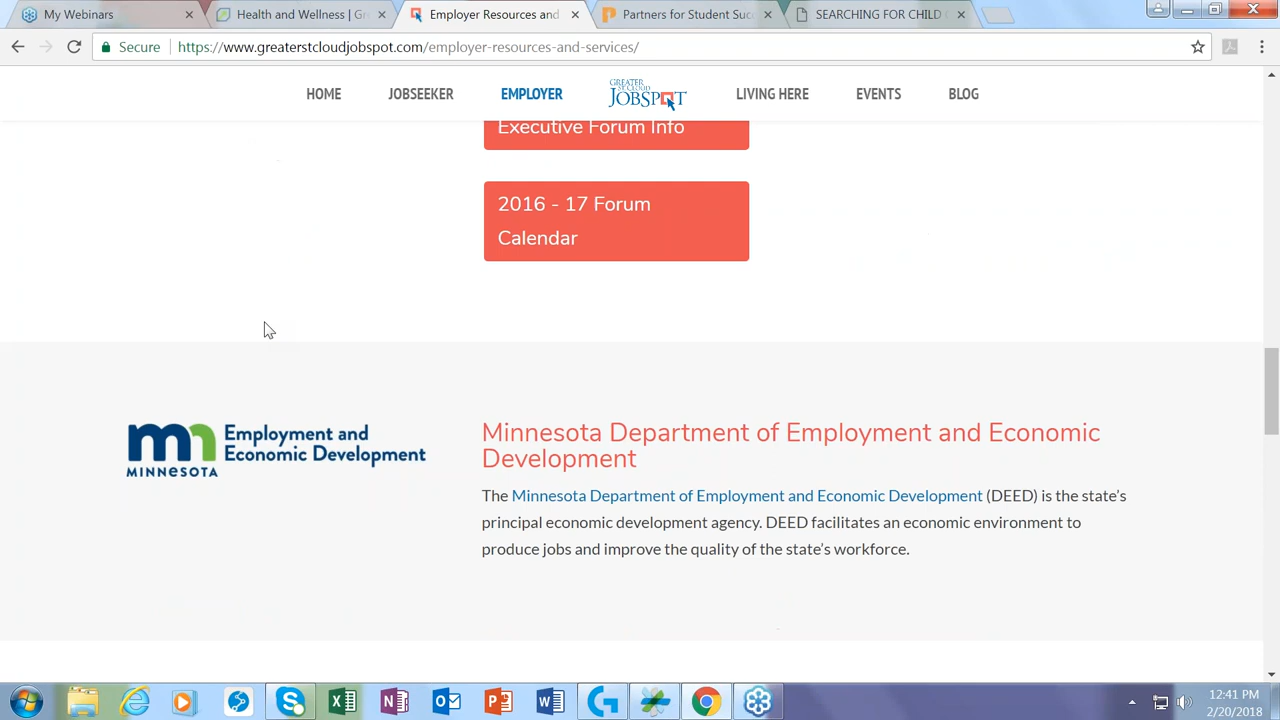 My Webinars
Health and Wellness | Gr
Employer Resources and
Partners for Student Suc
SEARCHING FOR CHILD C
Secure
https://www.greaterstcloudjobspot.com/employer-resources-and-services/
HOME
JOBSEEKER
EMPLOYER
GREATER
ST. CLOUD
JOBSPOT
LIVING HERE
EVENTS
BLOG
Executive Forum Info
2016 - 17 Forum
Calendar
mn
MINNESOTA
Employment and
Economic Development
Minnesota Department of Employment and Economic
Development
The Minnesota Department of Employment and Economic Development (DEED) is the state’s
principal economic development agency. DEED facilitates an economic environment to
produce jobs and improve the quality of the state’s workforce.
12:41 PM
2/20/2018